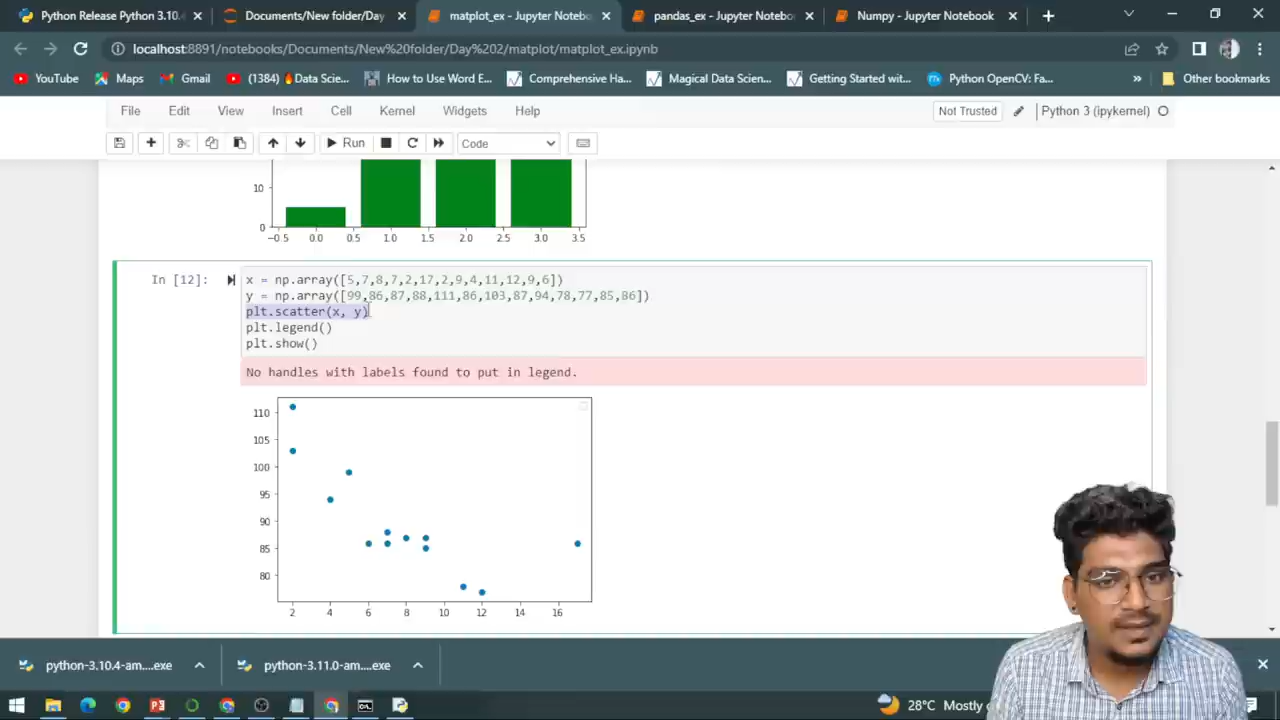 Python Release Python 3.10.4
Documents/New folder/Day
matplot_ex - Jupyter Notebo
pandas_ex - Jupyter Notebo
Numpy - Jupyter Notebook
localhost:8891/notebooks/Documents/New%20folder/Day%202/matplot/matplot_ex.ipynb
YouTube
Maps
Gmail
(1384) 🔥Data Scie...
How to Use Word E...
Comprehensive Ha...
Magical Data Scien...
Getting Started wit...
Python OpenCV: Fa...
»
Other bookmarks
File Edit View Insert Cell Kernel Widgets Help
Not Trusted
Python 3 (ipykernel)
Run
Code
10
0
−0.5 0.0 0.5 1.0 1.5 2.0 2.5 3.0 3.5
In [12]:
x = np.array([5,7,8,7,2,17,2,9,4,11,12,9,6])
y = np.array([99,86,87,88,111,86,103,87,94,78,77,85,86])
plt.scatter(x, y)
plt.legend()
plt.show()
No handles with labels found to put in legend.
110
105
100
95
90
85
80
2 4 6 8 10 12 14 16
python-3.10.4-am....exe
python-3.11.0-am....exe
28°C Mostly